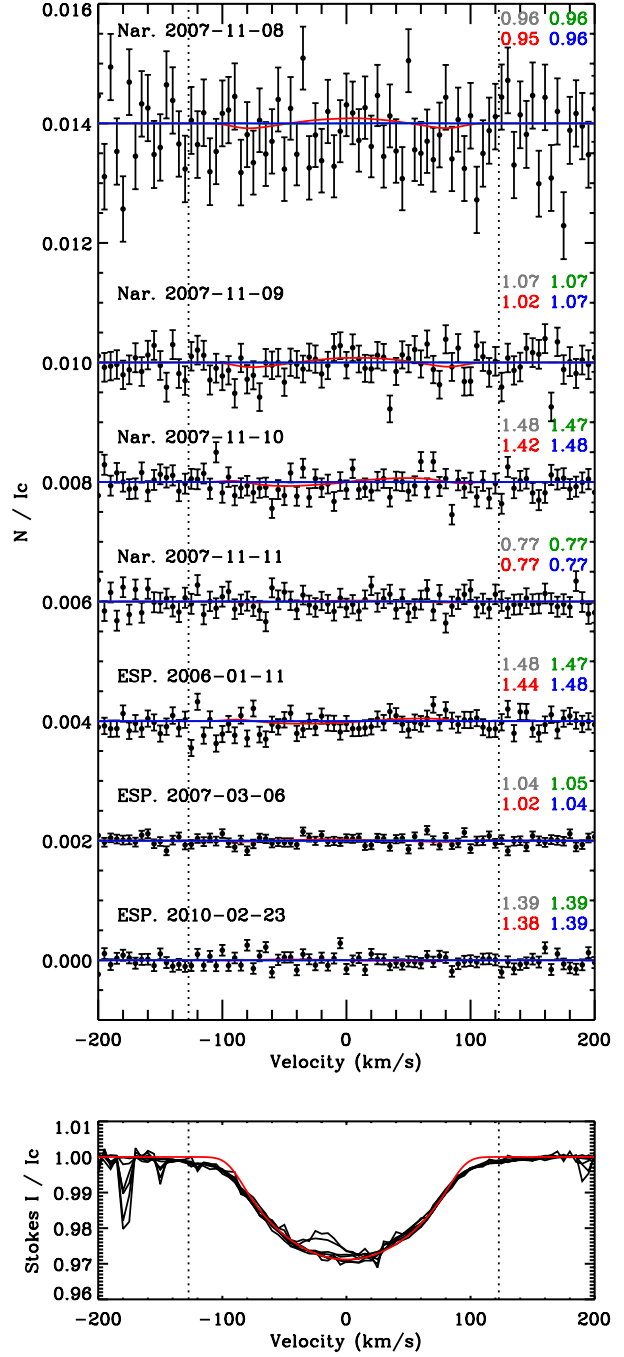 Nar. 2007-11-08 0.96 0.96
0.95 0.96
0.014
0.012
Nar. 2007-11-09 1.07 1.07
1.02 1.07
0.010
Nar. 2007-11-10 1.48 1.47
1.42 1.48
0.008
N / Ic
Nar. 2007-11-11 0.77 0.77
0.77 0.77
0.006
ESP. 2006-01-11 1.48 1.47
1.44 1.48
0.004
ESP. 2007-03-06 1.04 1.05
1.02 1.04
0.002
ESP. 2010-02-23 1.39 1.39
1.38 1.39
0.000
-200 -100 0 100 200
Velocity (km/s)
1.01
1.00
0.99
0.98
0.97
0.96
Stokes I / Ic
-200 -100 0 100 200
Velocity (km/s)